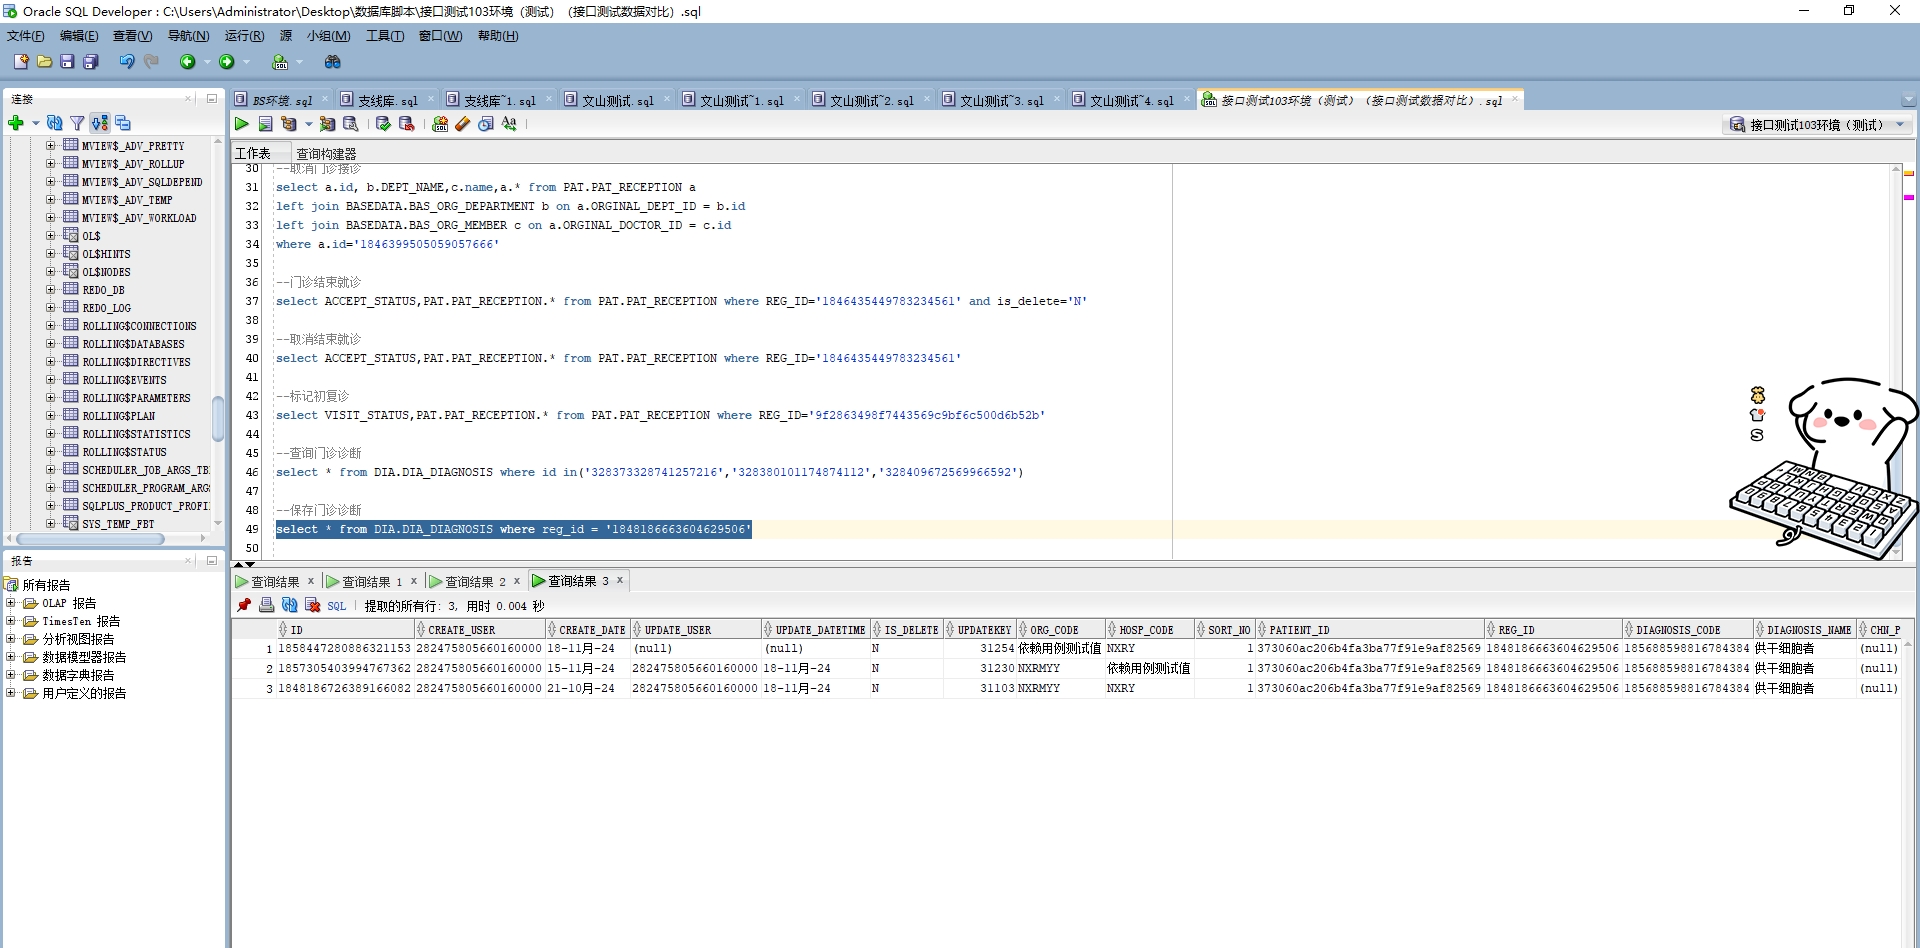 Oracle SQL Developer : C:\Users\Administrator\Desktop\数据库脚本\接口测试103环境（测试）（接口测试数据对比）.sql
文件(F) 编辑(E) 查看(V) 导航(N) 运行(R) 源 小组(M) 工具(T) 窗口(W) 帮助(H)
连接
BS环境.sql 支线库.sql 支线库~1.sql 文山测试.sql 文山测试~1.sql 文山测试~2.sql 文山测试~3.sql 文山测试~4.sql 接口测试103环境（测试）（接口测试数据对比）.sql
接口测试103环境（测试）
MVIEW$_ADV_PRETTY
MVIEW$_ADV_ROLLUP
MVIEW$_ADV_SQLDEPEND
MVIEW$_ADV_TEMP
MVIEW$_ADV_WORKLOAD
OL$
OL$HINTS
OL$NODES
REDO_DB
REDO_LOG
ROLLING$CONNECTIONS
ROLLING$DATABASES
ROLLING$DIRECTIVES
ROLLING$EVENTS
ROLLING$PARAMETERS
ROLLING$PLAN
ROLLING$STATISTICS
ROLLING$STATUS
SCHEDULER_JOB_ARGS_TB
SCHEDULER_PROGRAM_ARG
SQLPLUS_PRODUCT_PROFI
SYS_TEMP_FBT
报告
所有报告
OLAP 报告
TimesTen 报告
分析视图报告
数据模型器报告
数据字典报告
用户定义的报告
工作表 查询构建器
30 --取消门诊接诊
31 select a.id, b.DEPT_NAME,c.name,a.* from PAT.PAT_RECEPTION a
32 left join BASEDATA.BAS_ORG_DEPARTMENT b on a.ORGINAL_DEPT_ID = b.id
33 left join BASEDATA.BAS_ORG_MEMBER c on a.ORGINAL_DOCTOR_ID = c.id
34 where a.id='1846399505059057666'
35
36 --门诊结束就诊
37 select ACCEPT_STATUS,PAT.PAT_RECEPTION.* from PAT.PAT_RECEPTION where REG_ID='1846435449783234561' and is_delete='N'
38
39 --取消结束就诊
40 select ACCEPT_STATUS,PAT.PAT_RECEPTION.* from PAT.PAT_RECEPTION where REG_ID='1846435449783234561'
41
42 --标记初复诊
43 select VISIT_STATUS,PAT.PAT_RECEPTION.* from PAT.PAT_RECEPTION where REG_ID='9f2863498f7443569c9bf6c500d6b52b'
44
45 --查询门诊诊断
46 select * from DIA.DIA_DIAGNOSIS where id in('328373328741257216','328380101174874112','328409672569966592')
47
48 --保存门诊诊断
49 select * from DIA.DIA_DIAGNOSIS where reg_id = '1848186663604629506'
50
查询结果 x 查询结果 1 x 查询结果 2 x 查询结果 3 x
SQL 提取的所有行: 3, 用时 0.004 秒
ID CREATE_USER CREATE_DATE UPDATE_USER UPDATE_DATETIME IS_DELETE UPDATEKEY ORG_CODE HOSP_CODE SORT_NO PATIENT_ID REG_ID DIAGNOSIS_CODE DIAGNOSIS_NAME CHN_P
1 1858447280886321153 282475805660160000 18-11月-24 (null) (null) N 31254 依赖用例测试值 NXRY 1 373060ac206b4fa3ba77f91e9af82569 1848186663604629506 185688598816784384 供干细胞者 (null)
2 1857305403994767362 282475805660160000 15-11月-24 282475805660160000 18-11月-24 N 31230 NXRMYY 依赖用例测试值 1 373060ac206b4fa3ba77f91e9af82569 1848186663604629506 185688598816784384 供干细胞者 (null)
3 1848186726389166082 282475805660160000 21-10月-24 282475805660160000 18-11月-24 N 31103 NXRMYY NXRY 1 373060ac206b4fa3ba77f91e9af82569 1848186663604629506 185688598816784384 供干细胞者 (null)